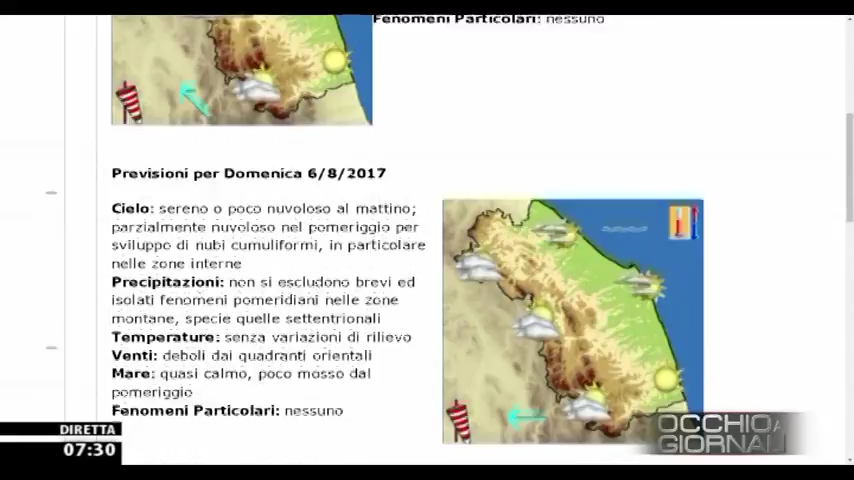 Fenomeni Particolari: nessuno
Previsioni per Domenica 6/8/2017
Cielo: sereno o poco nuvoloso al mattino;
parzialmente nuvoloso nel pomeriggio per
sviluppo di nubi cumuliformi, in particolare
nelle zone interne
Precipitazioni: non si escludono brevi ed
isolati fenomeni pomeridiani nelle zone
montane, specie quelle settentrionali
Temperature: senza variazioni di rilievo
Venti: deboli dai quadranti orientali
Mare: quasi calmo, poco mosso dal
pomeriggio
Fenomeni Particolari: nessuno
DIRETTA
07:30
OCCHIO AI
GIORNALI